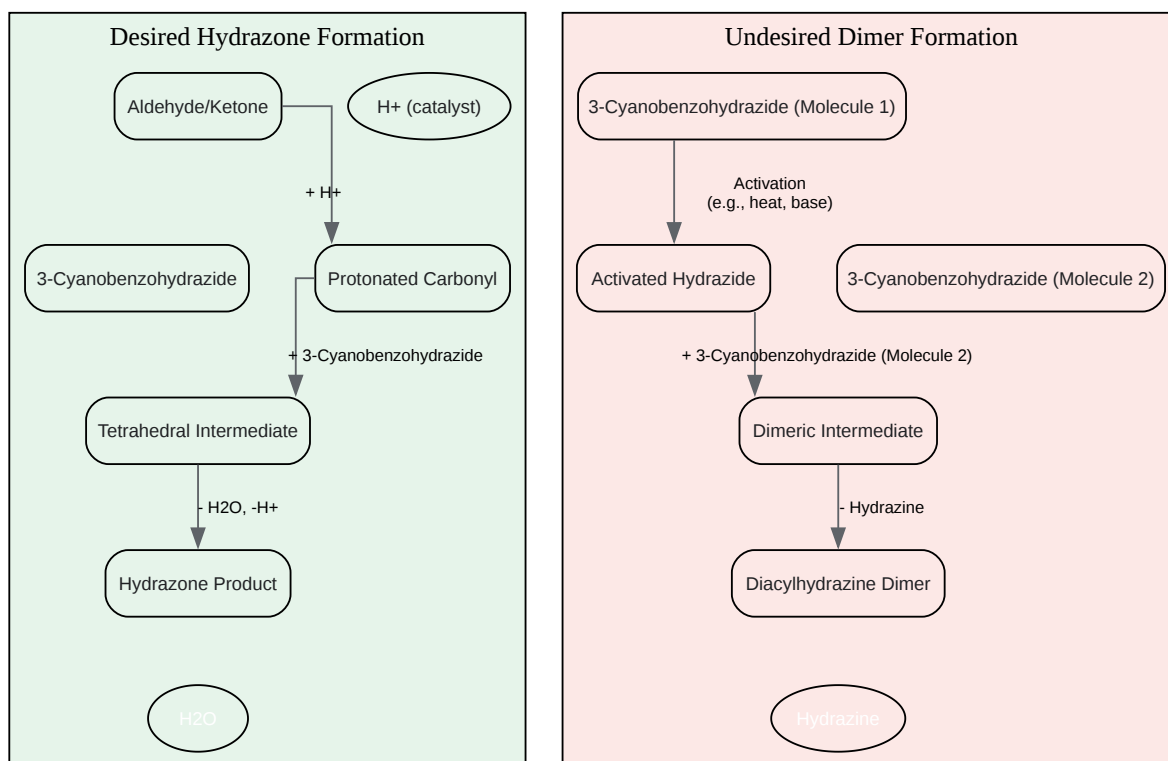 Desired Hydrazone Formation
Aldehyde/Ketone
H+ (catalyst)
+ H+
3-Cyanobenzohydrazide
Protonated Carbonyl
+ 3-Cyanobenzohydrazide
Tetrahedral Intermediate
- H2O, -H+
Hydrazone Product
H2O
Undesired Dimer Formation
3-Cyanobenzohydrazide (Molecule 1)
Activation
(e.g., heat, base)
Activated Hydrazide
3-Cyanobenzohydrazide (Molecule 2)
+ 3-Cyanobenzohydrazide (Molecule 2)
Dimeric Intermediate
- Hydrazine
Diacylhydrazine Dimer
Hydrazine